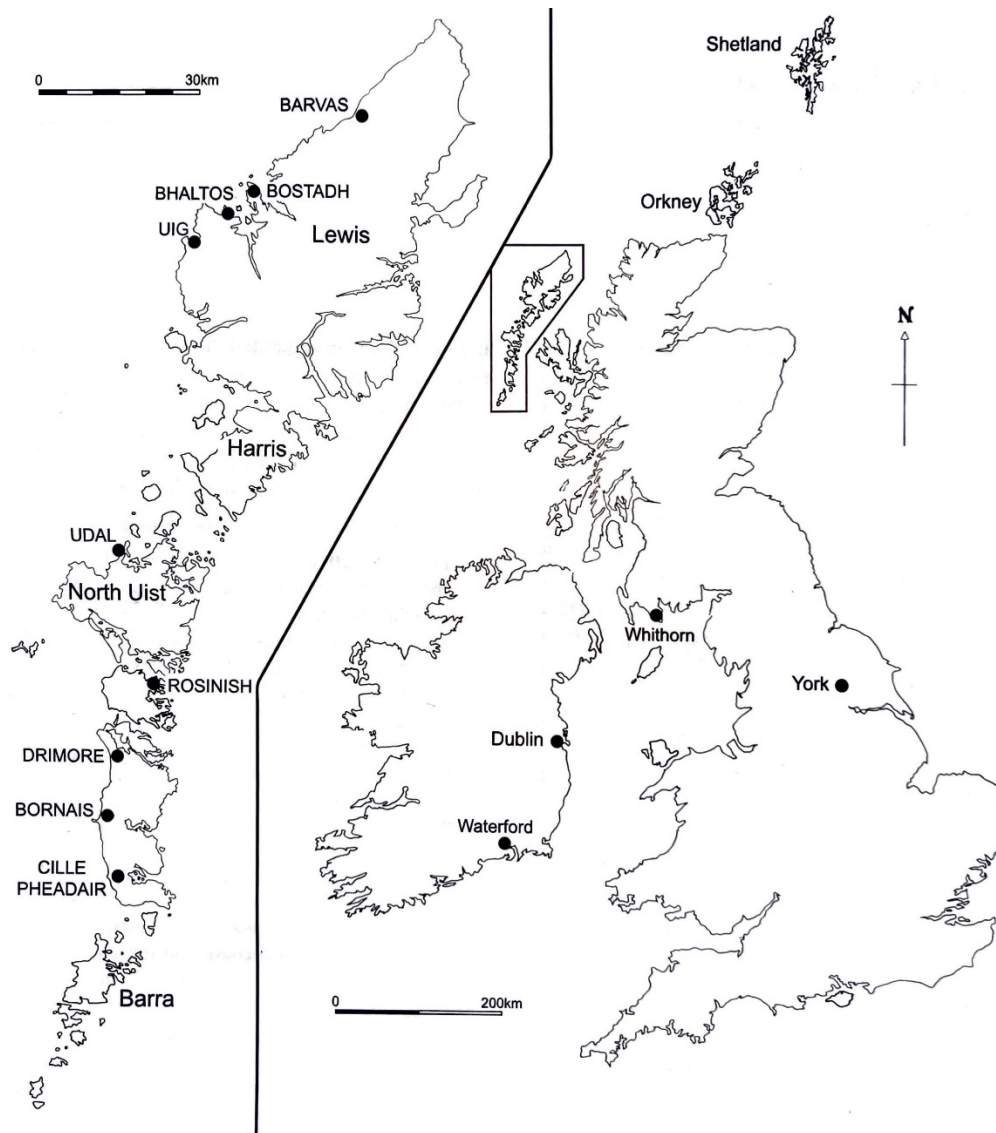 0 30km
BARVAS
BOSTADH
BHALTOS
UIG
Lewis
Harris
UDAL
North Uist
ROSINISH
DRIMORE
BORNAIS
CILLE
PHEADAIR
Barra
Shetland
Orkney
N
Whithorn
York
Dublin
Waterford
0 200km